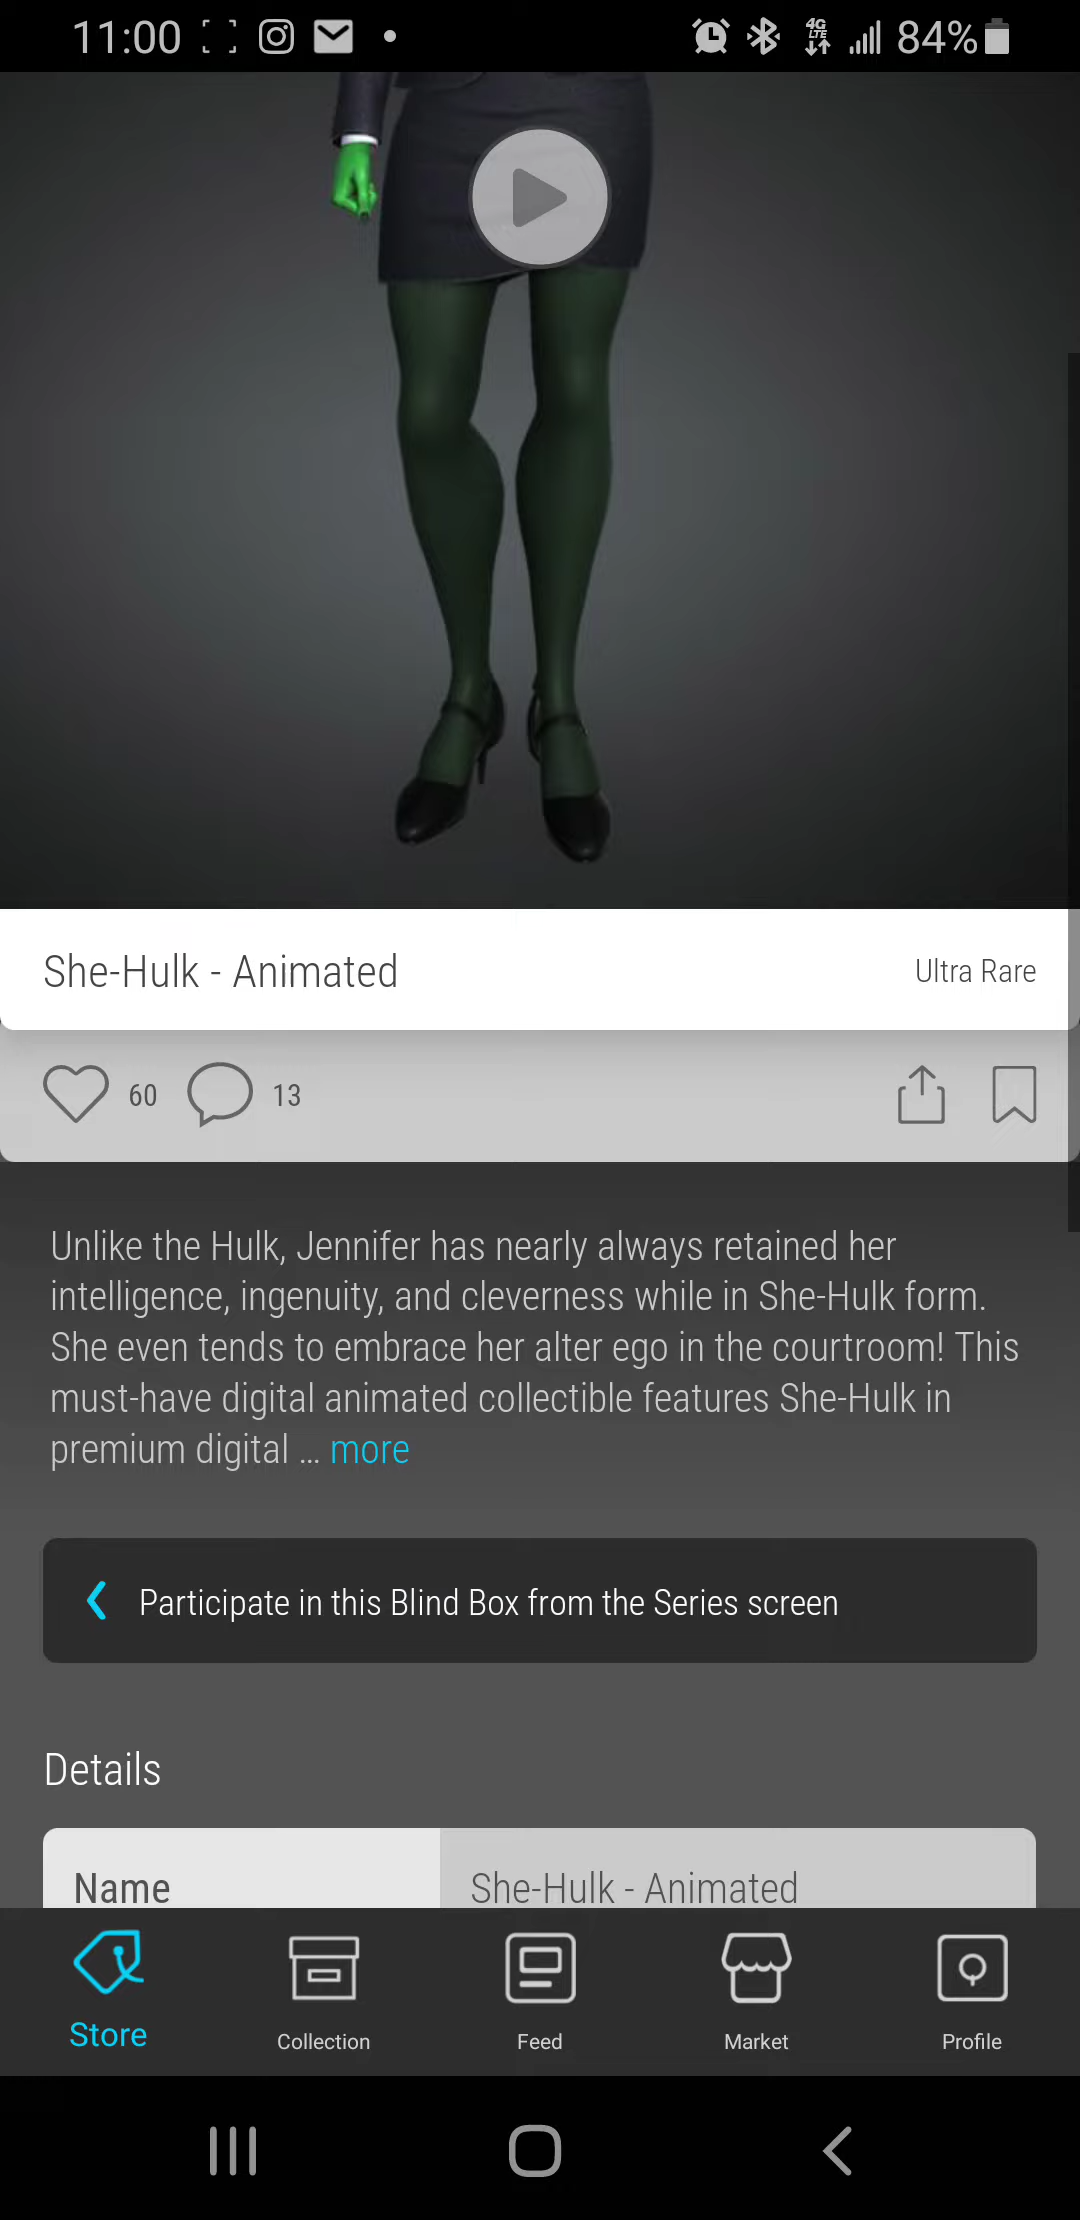 11:00
4G LTE
84%
She-Hulk - Animated
Ultra Rare
60
13
Unlike the Hulk, Jennifer has nearly always retained her
intelligence, ingenuity, and cleverness while in She-Hulk form.
She even tends to embrace her alter ego in the courtroom! This
must-have digital animated collectible features She-Hulk in
premium digital ... more
Participate in this Blind Box from the Series screen
Details
Name
She-Hulk - Animated
Store
Collection
Feed
Market
Profile